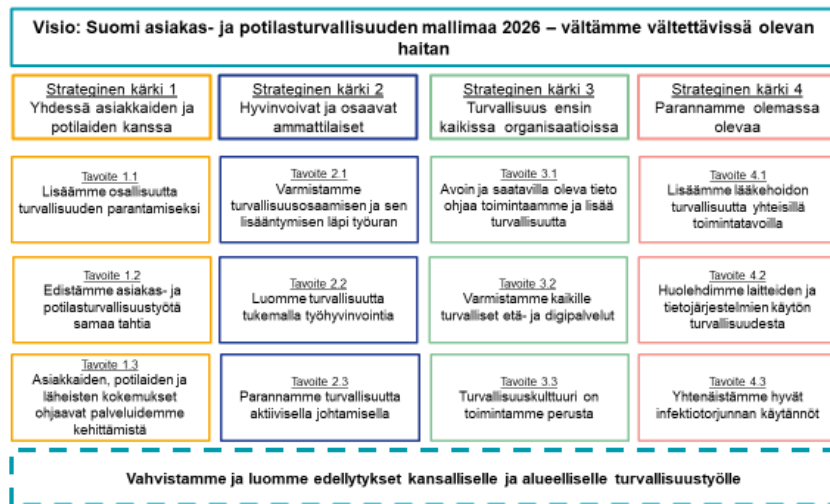 Visio: Suomi asiakas- ja potilasturvallisuuden mallimaa 2026 – vältämme vältettävissä olevan
haitan
Strateginen kärki 1
Yhdessä asiakkaiden ja
potilaiden kanssa
Strateginen kärki 2
Hyvinvoivat ja osaavat
ammattilaiset
Strateginen kärki 3
Turvallisuus ensin
kaikissa organisaatioissa
Strateginen kärki 4
Parannamme olemassa
olevaa
Tavoite 1.1
Lisäämme osallisuutta
turvallisuuden parantamiseksi
Tavoite 2.1
Varmistamme
turvallisuusosaamisen ja sen
lisääntymisen läpi työuran
Tavoite 3.1
Avoin ja saatavilla oleva tieto
ohjaa toimintaamme ja lisää
turvallisuutta
Tavoite 4.1
Lisäämme lääkehoidon
turvallisuutta yhteisillä
toimintatavoilla
Tavoite 1.2
Edistämme asiakas- ja
potilasturvallisuustyötä
samaa tahtia
Tavoite 2.2
Luomme turvallisuutta
tukemalla työhyvinvointia
Tavoite 3.2
Varmistamme kaikille
turvalliset etä- ja digipalvelut
Tavoite 4.2
Huolehdimme laitteiden ja
tietojärjestelmien käytön
turvallisuudesta
Tavoite 1.3
Asiakkaiden, potilaiden ja
läheisten kokemukset
ohjaavat palveluidemme
kehittämistä
Tavoite 2.3
Parannamme turvallisuutta
aktiivisella johtamisella
Tavoite 3.3
Turvallisuuskulttuuri on
toimintamme perusta
Tavoite 4.3
Yhtenäistämme hyvät
infektiotorjunnan käytännöt
Vahvistamme ja luomme edellytykset kansalliselle ja alueelliselle turvallisuustyölle